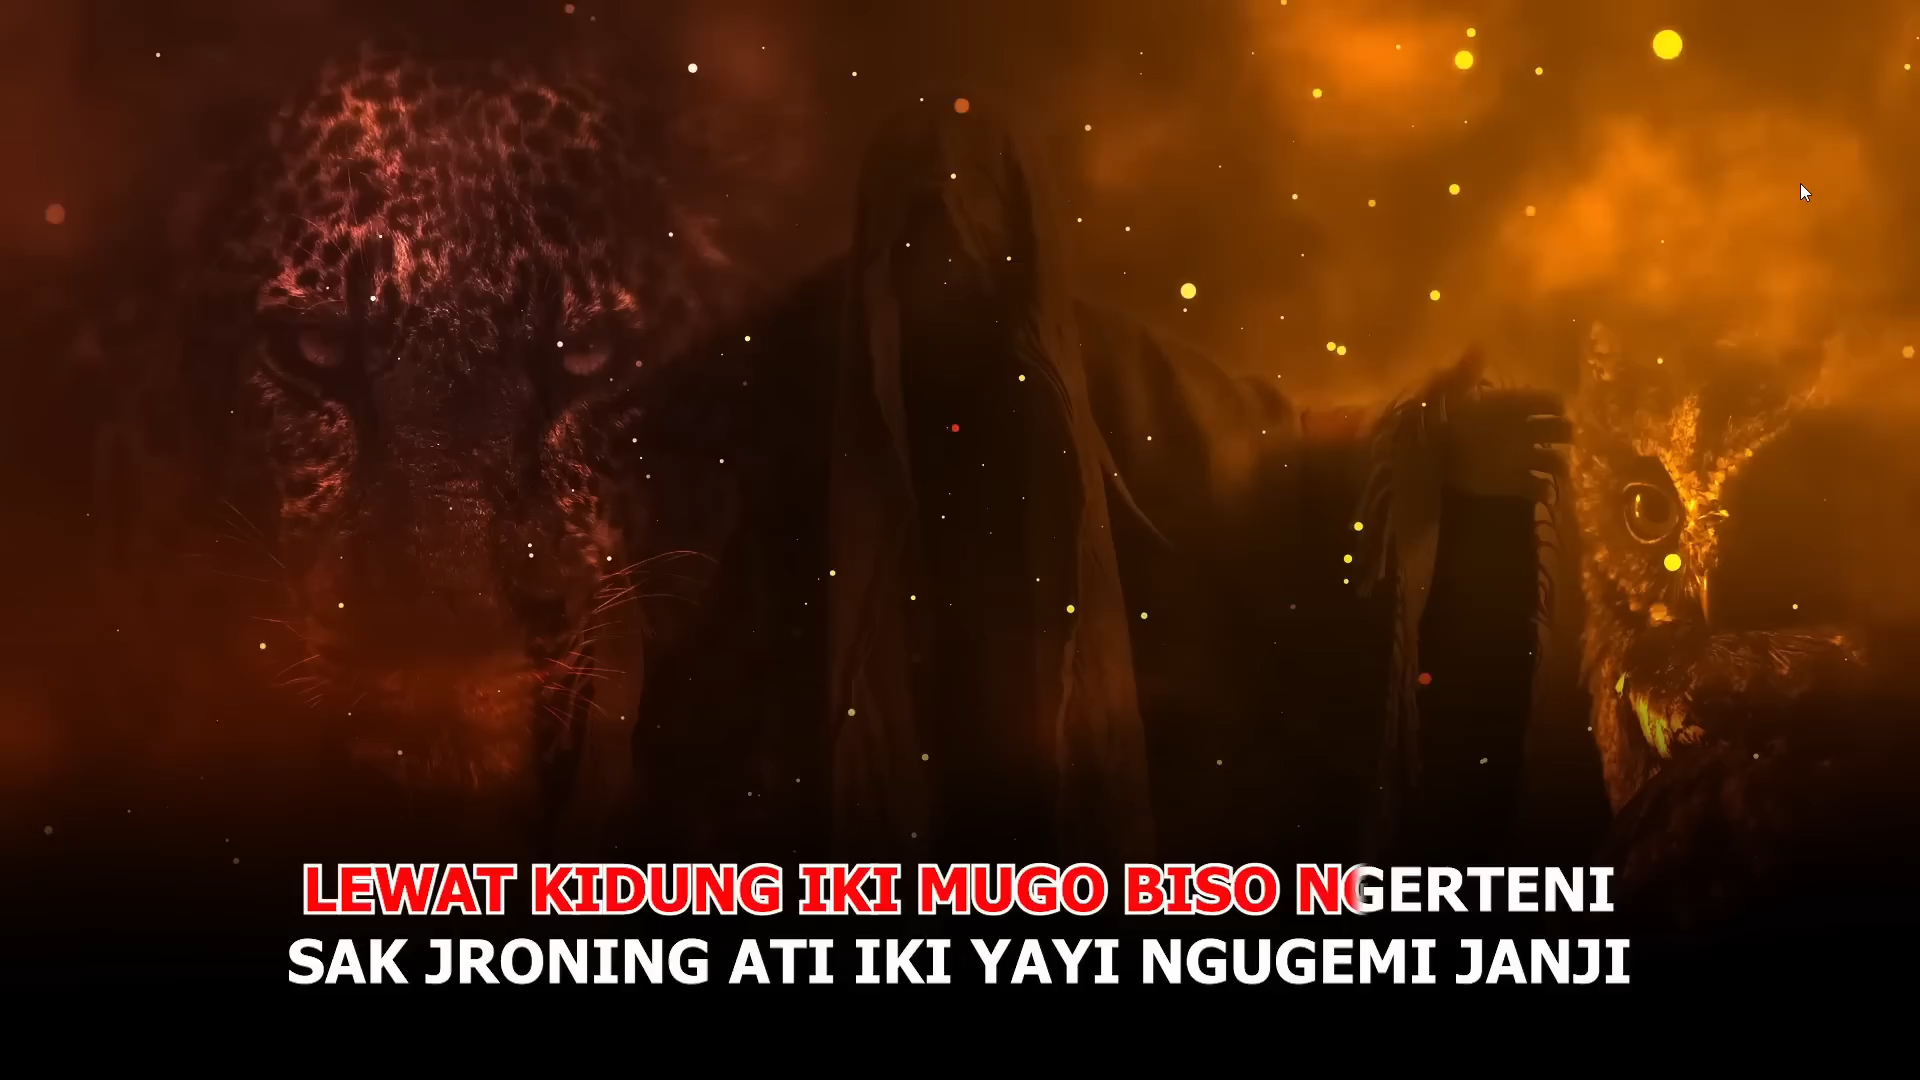 LEWAT KIDUNG IKI MUGO BISO NGERTENI
SAK JRONING ATI IKI YAYI NGUGEMI JANJI